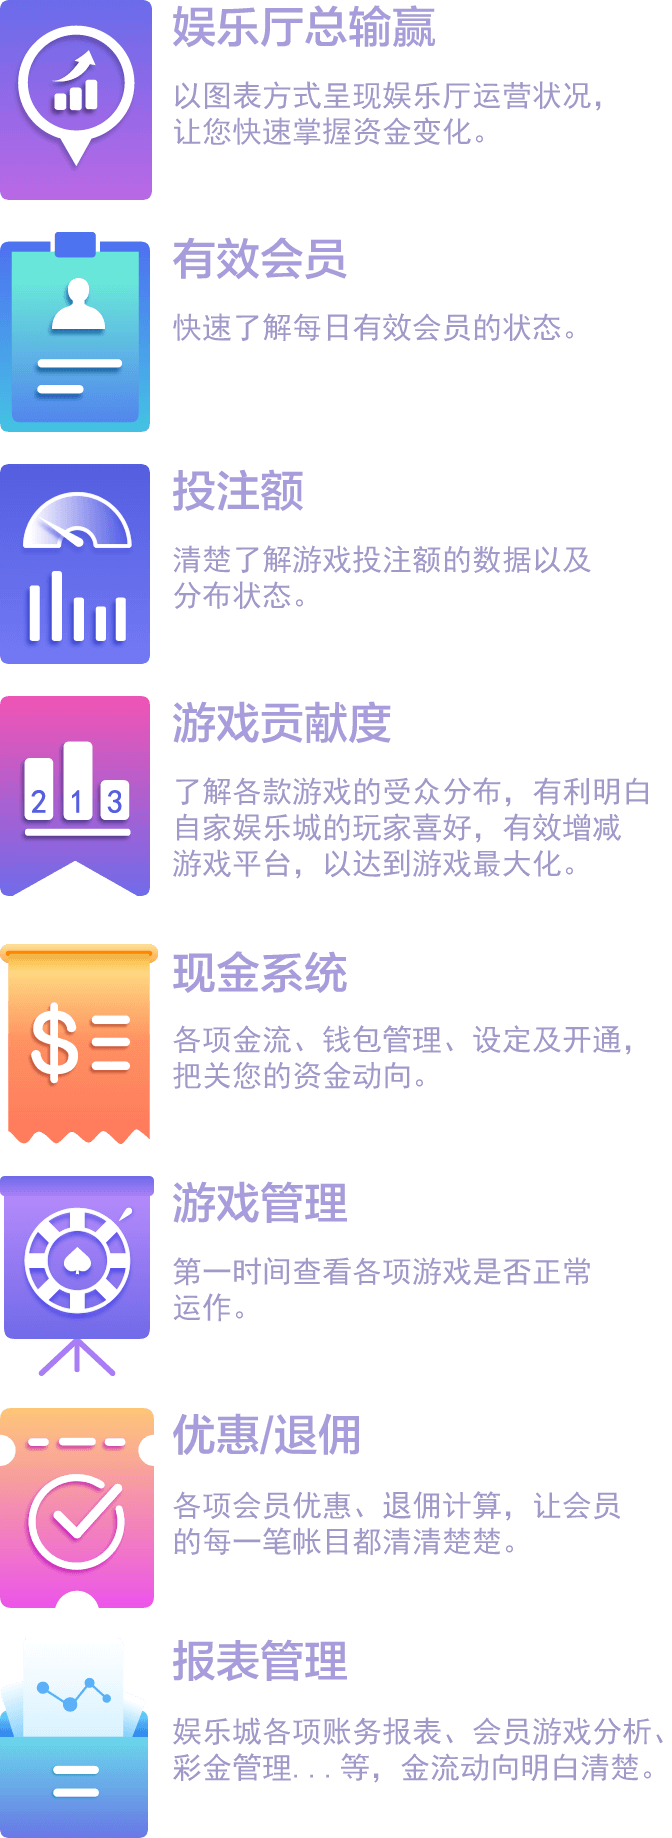 娱乐厅总输赢
以图表方式呈现娱乐厅运营状况，
让您快速掌握资金变化。
有效会员
快速了解每日有效会员的状态。
投注额
清楚了解游戏投注额的数据以及
分布状态。
游戏贡献度
2 1 3
了解各款游戏的受众分布，有利明白
自家娱乐城的玩家喜好，有效增减
游戏平台，以达到游戏最大化。
现金系统
$
各项金流、钱包管理、设定及开通，
把关您的资金动向。
游戏管理
第一时间查看各项游戏是否正常
运作。
优惠/退佣
各项会员优惠、退佣计算，让会员
的每一笔帐目都清清楚楚。
报表管理
娱乐城各项账务报表、会员游戏分析、
彩金管理...等，金流动向明白清楚。